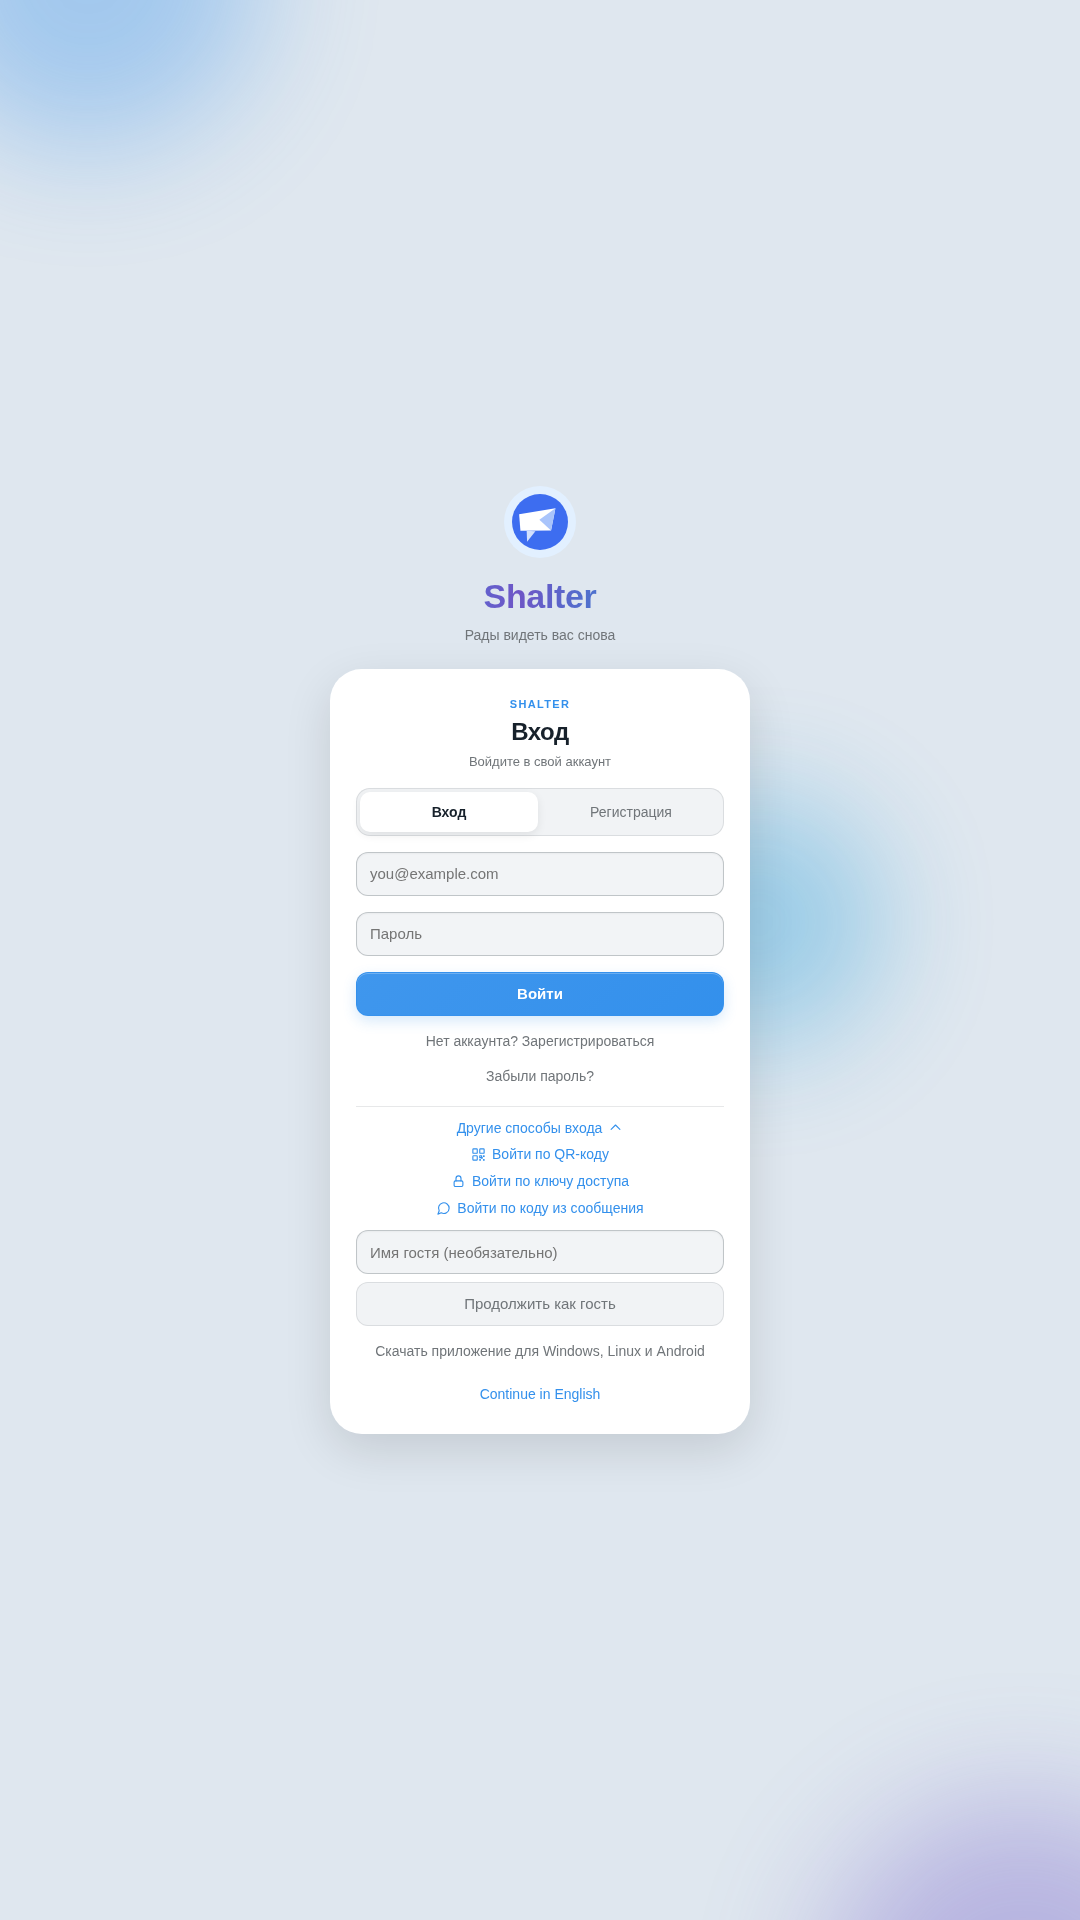 Shalter
Рады видеть вас снова
SHALTER
Вход
Войдите в свой аккаунт
Вход
Регистрация
you@example.com
Пароль
Войти
Нет аккаунта? Зарегистрироваться
Забыли пароль?
Другие способы входа
Войти по QR-коду
Войти по ключу доступа
Войти по коду из сообщения
Имя гостя (необязательно)
Продолжить как гость
Скачать приложение для Windows, Linux и Android
Continue in English